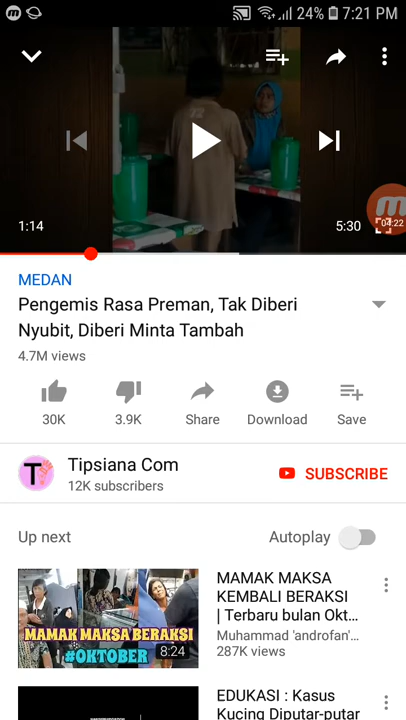 24% 7:21 PM
1:14
5:30
04:22
MEDAN
Pengemis Rasa Preman, Tak Diberi
Nyubit, Diberi Minta Tambah
4.7M views
30K
3.9K
Share
Download
Save
T
Tipsiana Com
12K subscribers
SUBSCRIBE
Up next
Autoplay
MAMAK MAKSA BERAKSI
#OKTOBER
8:24
MAMAK MAKSA
KEMBALI BERAKSI
| Terbaru bulan Okt...
Muhammad 'androfan'...
287K views
EDUKASI : Kasus
Kucing Diputar-putar